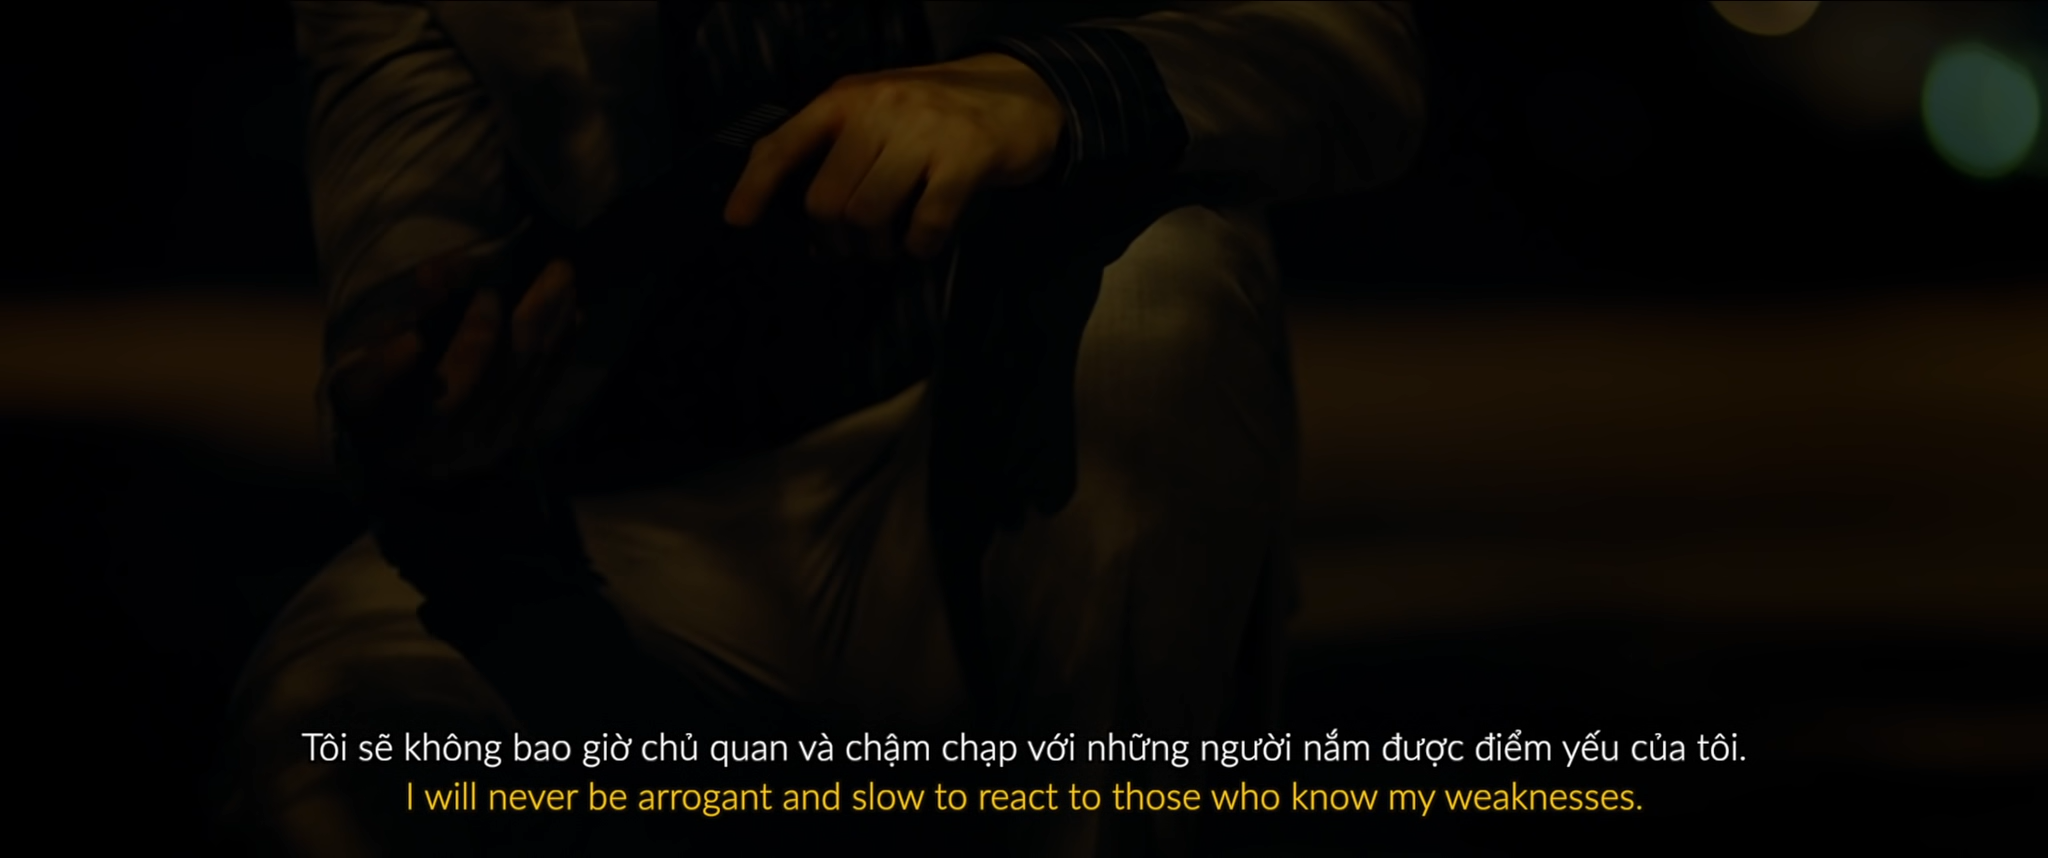 Tôi sẽ không bao giờ chủ quan và chậm chạp với những người nắm được điểm yếu của tôi.
I will never be arrogant and slow to react to those who know my weaknesses.